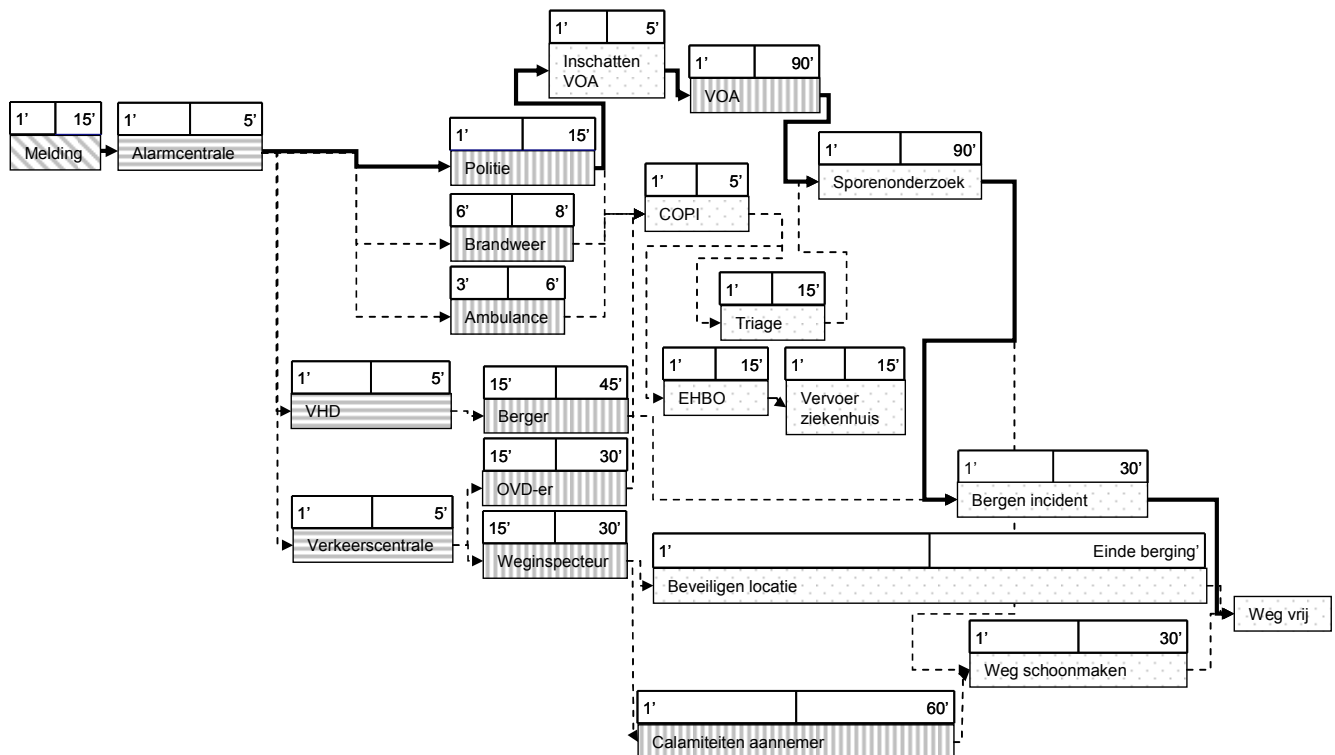 1’ 5’
Inschatten
VOA
1’ 90’
VOA
1’ 15’
Melding
1’ 5’
Alarmcentrale
1’ 15’
Politie
1’ 90’
Sporenonderzoek
1’ 5’
COPI
6’ 8’
Brandweer
3’ 6’
Ambulance
1’ 15’
Triage
1’ 5’
VHD
15’ 45’
Berger
1’ 15’
EHBO
1’ 15’
Vervoer
ziekenhuis
15’ 30’
OVD-er
1’ 30’
Bergen incident
1’ 5’
Verkeerscentrale
15’ 30’
Weginspecteur
1’ Einde berging’
Beveiligen locatie
Weg vrij
1’ 30’
Weg schoonmaken
1’ 60’
Calamiteiten aannemer